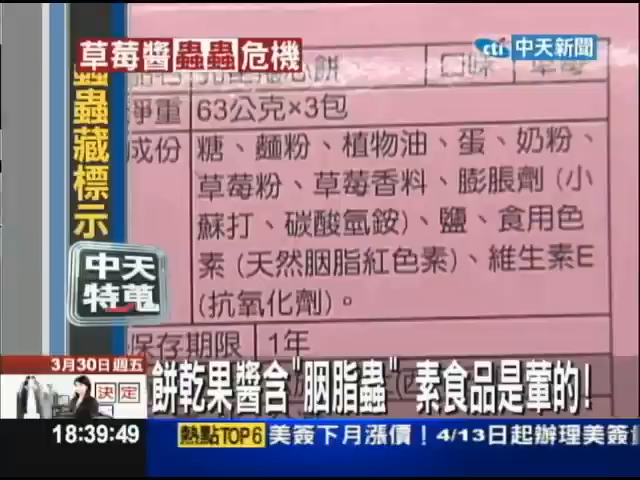 草莓醬蟲蟲危機
cti 中天新聞
蟲蟲藏標示
餅
口味
草莓
淨重
63公克×3包
成份
糖、麵粉、植物油、蛋、奶粉、
草莓粉、草莓香料、膨脹劑(小
蘇打、碳酸氫銨)、鹽、食用色
素(天然胭脂紅色素)、維生素E
(抗氧化劑)。
保存期限
1年
中天
特蒐
3月30日週五
決定
餅乾果醬含"胭脂蟲" 素食品是葷的!
18:39:49
熱點TOP6
美簽下月漲價!4/13日起辦理美簽